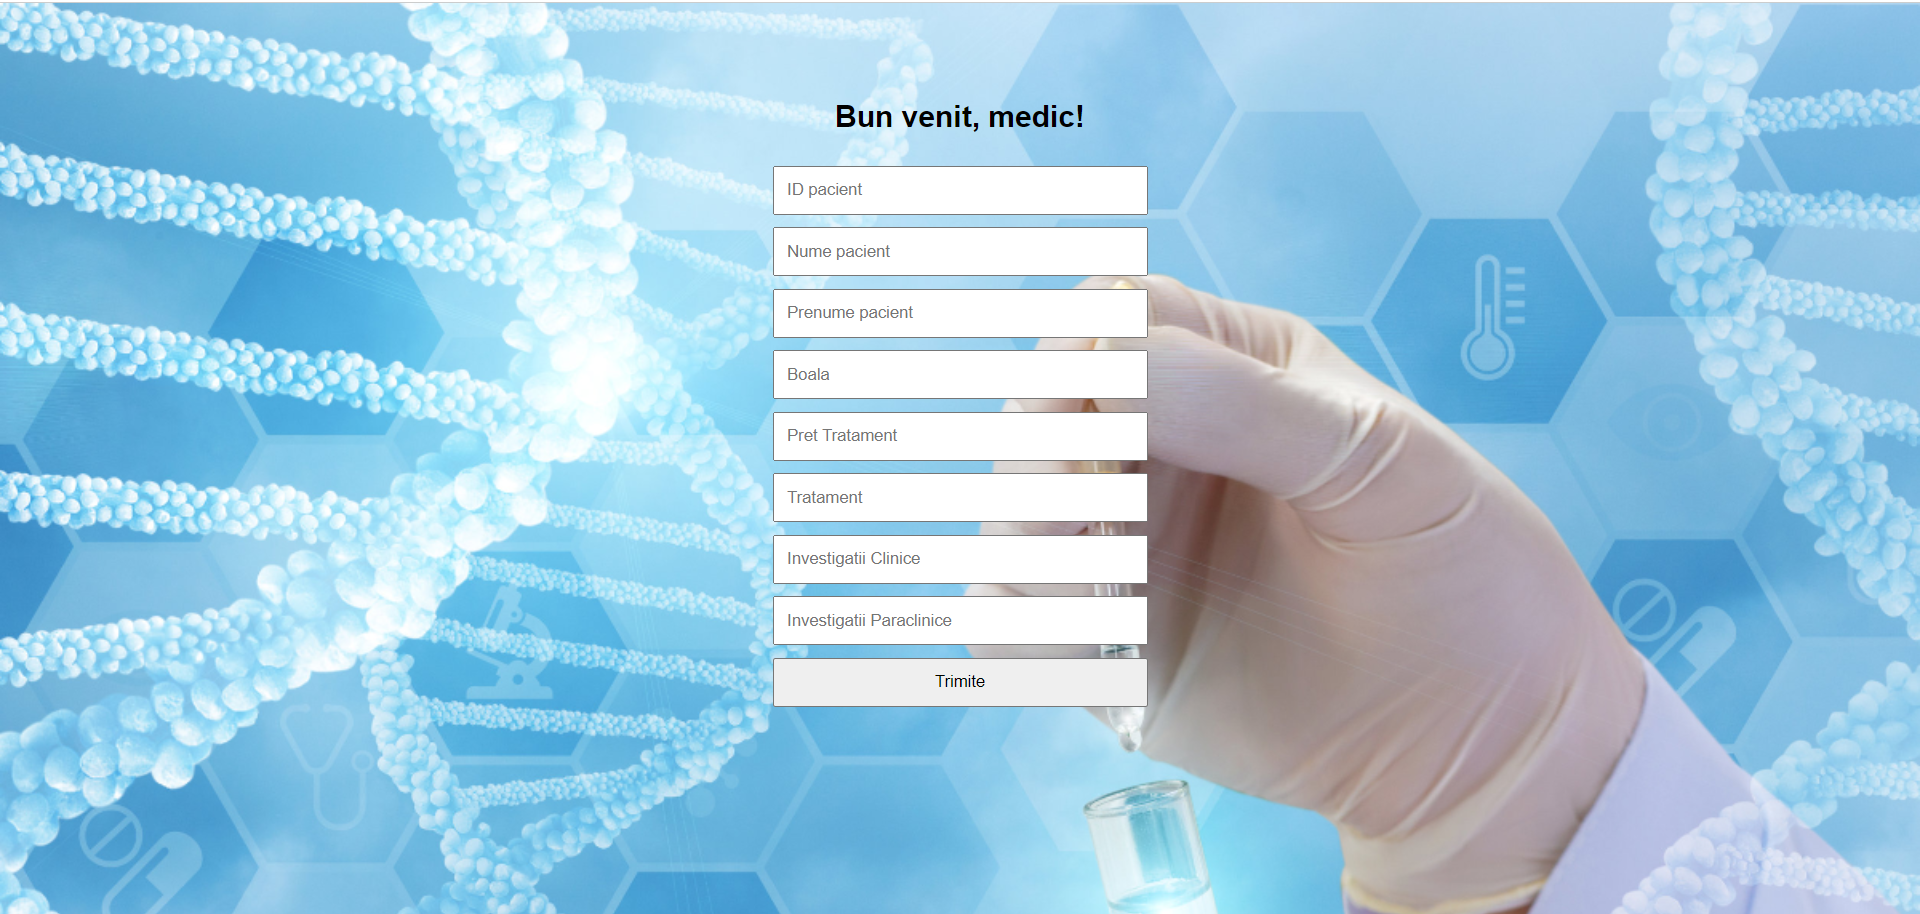 Bun venit, medic!
ID pacient
Nume pacient
Prenume pacient
Boala
Pret Tratament
Tratament
Investigatii Clinice
Investigatii Paraclinice
Trimite